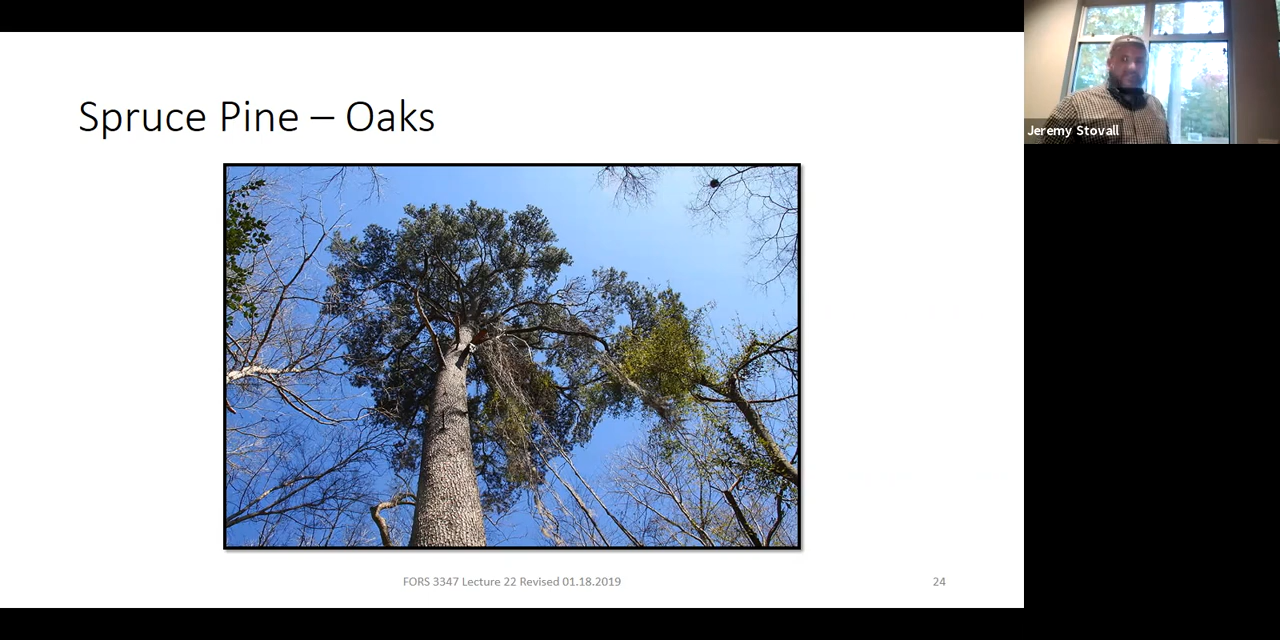 Spruce Pine – Oaks
Jeremy Stovall
FORS 3347 Lecture 22 Revised 01.18.2019
24